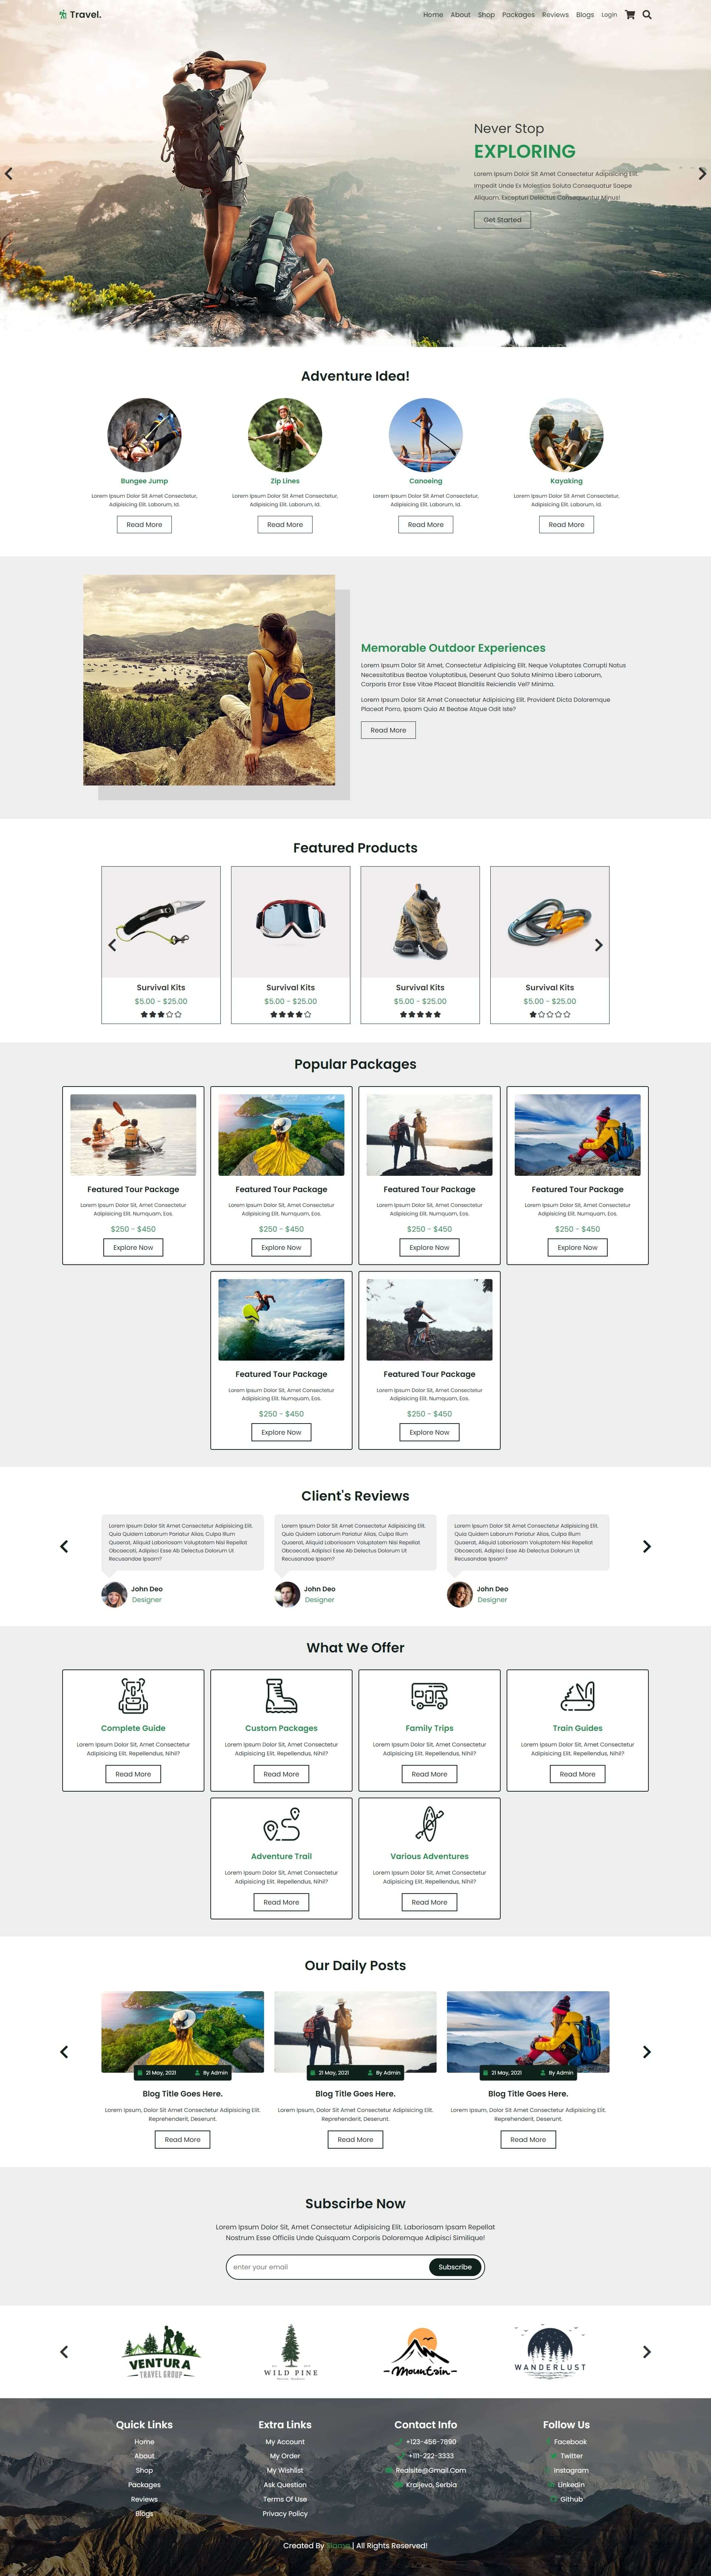 Travel.
Home About Shop Packages Reviews Blogs Login
Never Stop
EXPLORING
Lorem Ipsum Dolor Sit Amet Consectetur Adipisicing Elit.
Impedit Unde Ex Molestias Soluta Consequatur Saepe
Aliquam. Excepturi Delectus Consequuntur Minus!
Get Started
Adventure Idea!
Bungee Jump
Lorem Ipsum Dolor Sit Amet Consectetur,
Adipisicing Elit. Laborum, Id.
Read More
Zip Lines
Lorem Ipsum Dolor Sit Amet Consectetur,
Adipisicing Elit. Laborum, Id.
Read More
Canoeing
Lorem Ipsum Dolor Sit Amet Consectetur,
Adipisicing Elit. Laborum, Id.
Read More
Kayaking
Lorem Ipsum Dolor Sit Amet Consectetur,
Adipisicing Elit. Laborum, Id.
Read More
Memorable Outdoor Experiences
Lorem Ipsum Dolor Sit Amet, Consectetur Adipisicing Elit. Neque Voluptates Corrupti Natus
Necessitatibus Beatae Voluptatibus, Deserunt Quo Soluta Minima Libero Laborum,
Corporis Error Esse Vitae Placeat Blanditiis Reiciendis Vel? Minima.
Lorem Ipsum Dolor Sit Amet Consectetur Adipisicing Elit. Provident Dicta Doloremque
Placeat Porro, Ipsam Quia At Beatae Atque Odit Iste?
Read More
Featured Products
Survival Kits
$5.00 - $25.00
Survival Kits
$5.00 - $25.00
Survival Kits
$5.00 - $25.00
Survival Kits
$5.00 - $25.00
Popular Packages
Featured Tour Package
Lorem Ipsum Dolor Sit, Amet Consectetur
Adipisicing Elit. Numquam, Eos.
$250 - $450
Explore Now
Featured Tour Package
Lorem Ipsum Dolor Sit, Amet Consectetur
Adipisicing Elit. Numquam, Eos.
$250 - $450
Explore Now
Featured Tour Package
Lorem Ipsum Dolor Sit, Amet Consectetur
Adipisicing Elit. Numquam, Eos.
$250 - $450
Explore Now
Featured Tour Package
Lorem Ipsum Dolor Sit, Amet Consectetur
Adipisicing Elit. Numquam, Eos.
$250 - $450
Explore Now
Featured Tour Package
Lorem Ipsum Dolor Sit, Amet Consectetur
Adipisicing Elit. Numquam, Eos.
$250 - $450
Explore Now
Featured Tour Package
Lorem Ipsum Dolor Sit, Amet Consectetur
Adipisicing Elit. Numquam, Eos.
$250 - $450
Explore Now
Client's Reviews
Lorem Ipsum Dolor Sit Amet Consectetur Adipisicing Elit.
Quia Quidem Laborum Pariatur Alias, Culpa Illum
Quaerat, Aliquid Laboriosam Voluptatem Nisi Repellat
Obcaecati, Adipisci Esse Ab Delectus Dolorum Ut
Recusandae Ipsam?
John Deo
Designer
Lorem Ipsum Dolor Sit Amet Consectetur Adipisicing Elit.
Quia Quidem Laborum Pariatur Alias, Culpa Illum
Quaerat, Aliquid Laboriosam Voluptatem Nisi Repellat
Obcaecati, Adipisci Esse Ab Delectus Dolorum Ut
Recusandae Ipsam?
John Deo
Designer
Lorem Ipsum Dolor Sit Amet Consectetur Adipisicing Elit.
Quia Quidem Laborum Pariatur Alias, Culpa Illum
Quaerat, Aliquid Laboriosam Voluptatem Nisi Repellat
Obcaecati, Adipisci Esse Ab Delectus Dolorum Ut
Recusandae Ipsam?
John Deo
Designer
What We Offer
Complete Guide
Lorem Ipsum Dolor Sit, Amet Consectetur
Adipisicing Elit. Repellendus, Nihil?
Read More
Custom Packages
Lorem Ipsum Dolor Sit, Amet Consectetur
Adipisicing Elit. Repellendus, Nihil?
Read More
Family Trips
Lorem Ipsum Dolor Sit, Amet Consectetur
Adipisicing Elit. Repellendus, Nihil?
Read More
Train Guides
Lorem Ipsum Dolor Sit, Amet Consectetur
Adipisicing Elit. Repellendus, Nihil?
Read More
Adventure Trail
Lorem Ipsum Dolor Sit, Amet Consectetur
Adipisicing Elit. Repellendus, Nihil?
Read More
Various Adventures
Lorem Ipsum Dolor Sit, Amet Consectetur
Adipisicing Elit. Repellendus, Nihil?
Read More
Our Daily Posts
21 May, 2021 By Admin
Blog Title Goes Here.
Lorem Ipsum, Dolor Sit Amet Consectetur Adipisicing Elit.
Reprehenderit, Deserunt.
Read More
21 May, 2021 By Admin
Blog Title Goes Here.
Lorem Ipsum, Dolor Sit Amet Consectetur Adipisicing Elit.
Reprehenderit, Deserunt.
Read More
21 May, 2021 By Admin
Blog Title Goes Here.
Lorem Ipsum, Dolor Sit Amet Consectetur Adipisicing Elit.
Reprehenderit, Deserunt.
Read More
Subscirbe Now
Lorem Ipsum Dolor Sit, Amet Consectetur Adipisicing Elit. Laboriosam Ipsam Repellat
Nostrum Esse Officiis Unde Quisquam Corporis Doloremque Adipisci Similique!
enter your email
Subscribe
VENTURA
TRAVEL GROUP
WILD PINE
Mountain
WANDERLUST
Quick Links
Home
About
Shop
Packages
Reviews
Blogs
Extra Links
My Account
My Order
My Wishlist
Ask Question
Terms Of Use
Privacy Policy
Contact Info
+123-456-7890
+111-222-3333
Realsite@Gmail.Com
Kraljevo, Serbia
Follow Us
Facebook
Twitter
Instagram
Linkedin
Github
Created By | All Rights Reserved!